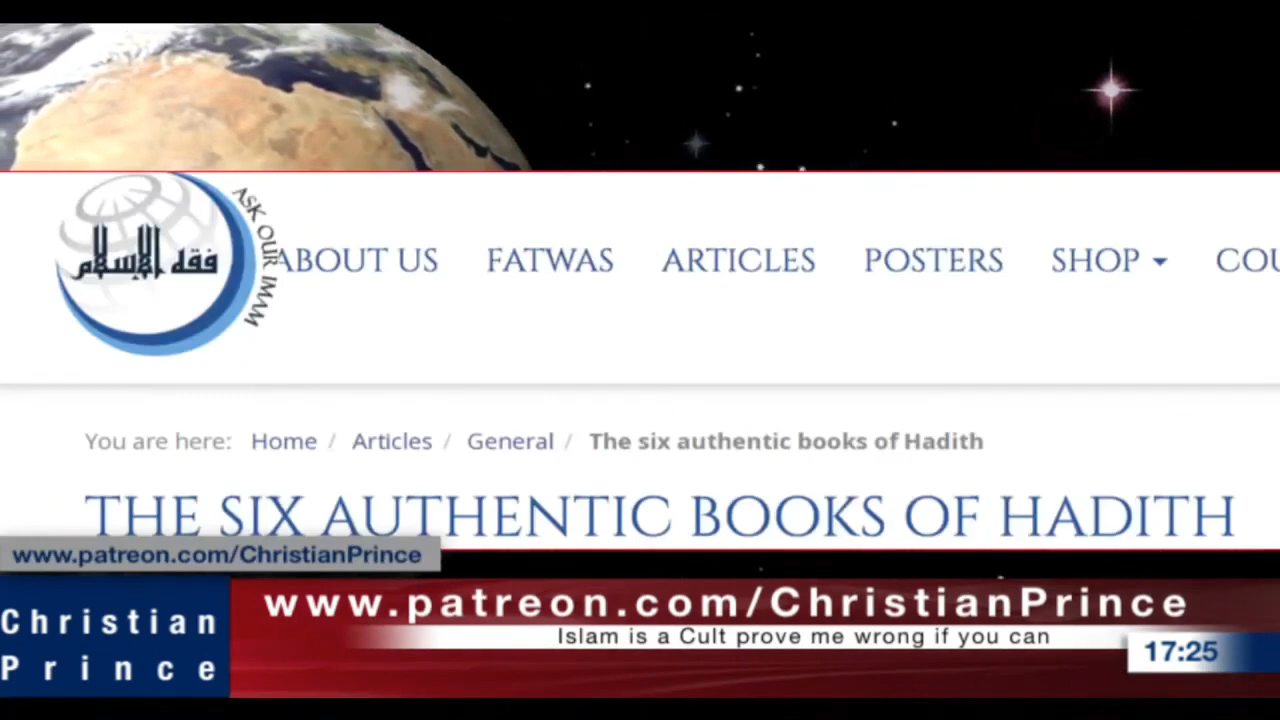 فقه الإسلام
ASK OUR IMAM
ABOUT US FATWAS ARTICLES POSTERS SHOP COU
You are here: Home / Articles / General / The six authentic books of Hadith
THE SIX AUTHENTIC BOOKS OF HADITH
www.patreon.com/ChristianPrince
Christian
Prince
www.patreon.com/ChristianPrince
Islam is a Cult prove me wrong if you can
17:25